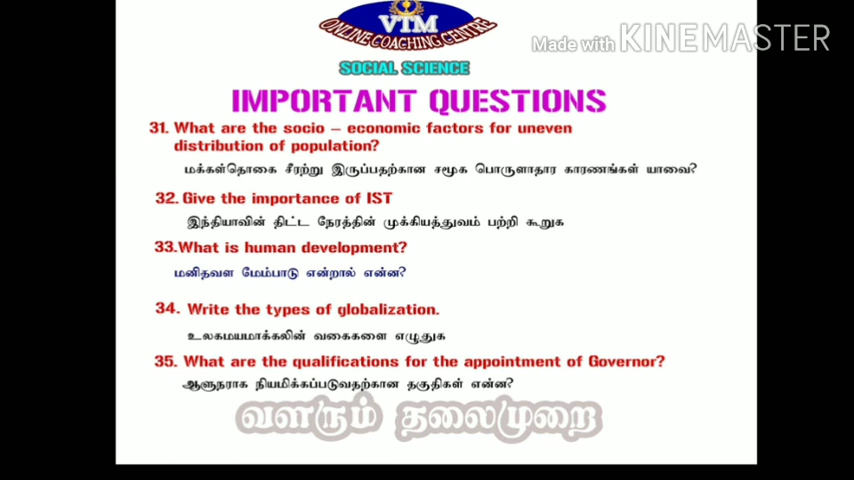 VTM
ONLINE COACHING CENTRE
Made with KINEMASTER
SOCIAL SCIENCE
IMPORTANT QUESTIONS
31. What are the socio – economic factors for uneven
distribution of population?
மக்கள்தொகை சீரற்று இருப்பதற்கான சமூக பொருளாதார காரணங்கள் யாவை?
32. Give the importance of IST
இந்தியாவின் திட்ட நேரத்தின் முக்கியத்துவம் பற்றி கூறுக
33.What is human development?
மனிதவள மேம்பாடு என்றால் என்ன?
34. Write the types of globalization.
உலகமயமாக்கலின் வகைகளை எழுதுக
35. What are the qualifications for the appointment of Governor?
ஆளுநராக நியமிக்கப்படுவதற்கான தகுதிகள் என்ன?
வளரும் தலைமுறை